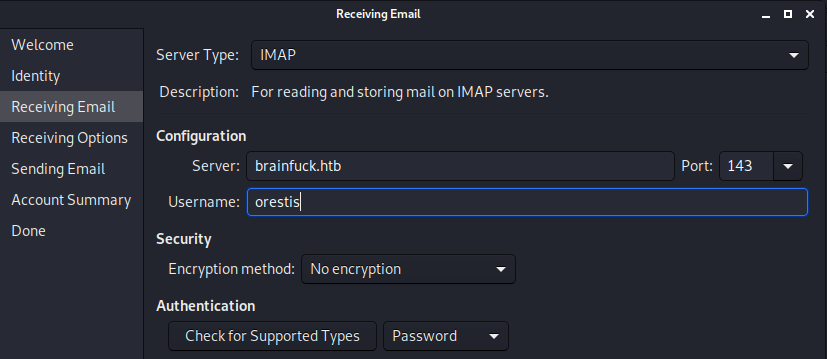 Receiving Email
Welcome
Identity
Receiving Email
Receiving Options
Sending Email
Account Summary
Done
Server Type: IMAP
Description: For reading and storing mail on IMAP servers.
Configuration
Server: brainfuck.htb Port: 143
Username: orestis
Security
Encryption method: No encryption
Authentication
Check for Supported Types Password